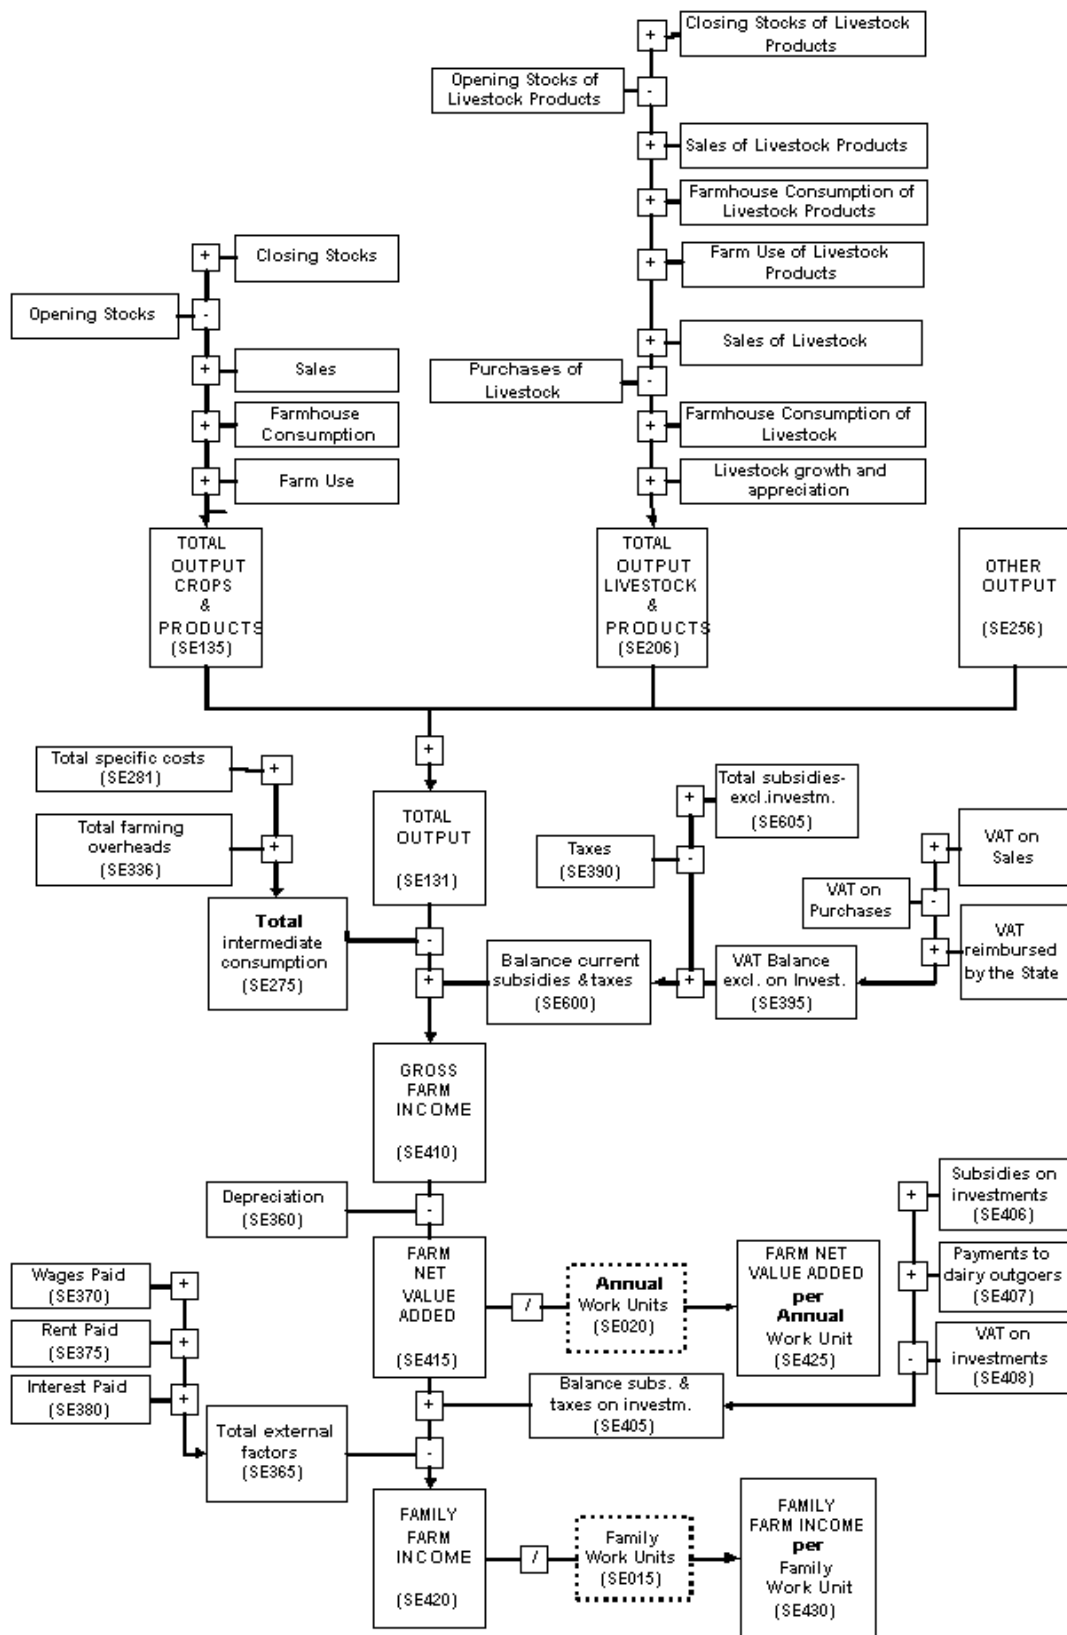 +
Closing Stocks of Livestock
Products
Opening Stocks of
Livestock Products
-
+
Sales of Livestock Products
+
Farmhouse Consumption of
Livestock Products
+
Farm Use of Livestock
Products
+
Closing Stocks
Opening Stocks
-
+
Sales
+
Farmhouse
Consumption
+
Farm Use
+
Sales of Livestock
Purchases of
Livestock
-
+
Farmhouse Consumption of
Livestock
+
Livestock growth and
appreciation
TOTAL
OUTPUT
CROPS
&
PRODUCTS
(SE135)
TOTAL
OUTPUT
LIVESTOCK
&
PRODUCTS
(SE206)
OTHER
OUTPUT
(SE256)
+
Total specific costs
(SE281)
+
Total farming
overheads
(SE336)
+
TOTAL
OUTPUT
(SE131)
+
Total subsidies-
excl.investm.
(SE605)
Taxes
(SE390)
-
+
VAT on
Sales
VAT on
Purchases
-
+
VAT
reimbursed
by the State
Total
intermediate
consumption
(SE275)
-
+
Balance current
subsidies & taxes
(SE600)
+
VAT Balance
excl. on Invest.
(SE395)
GROSS
FARM
INCOME
(SE410)
Depreciation
(SE360)
-
FARM
NET
VALUE
ADDED
(SE415)
/
Annual
Work Units
(SE020)
FARM NET
VALUE ADDED
per
Annual
Work Unit
(SE425)
+
Subsidies on
investments
(SE406)
+
Payments to
dairy outgoers
(SE407)
-
VAT on
investments
(SE408)
Wages Paid
(SE370)
+
Rent Paid
(SE375)
+
Interest Paid
(SE380)
+
+
Balance subs. &
taxes on investm.
(SE405)
Total external
factors
(SE365)
-
FAMILY
FARM
INCOME
(SE420)
/
Family
Work Units
(SE015)
FAMILY
FARM INCOME
per
Family
Work Unit
(SE430)